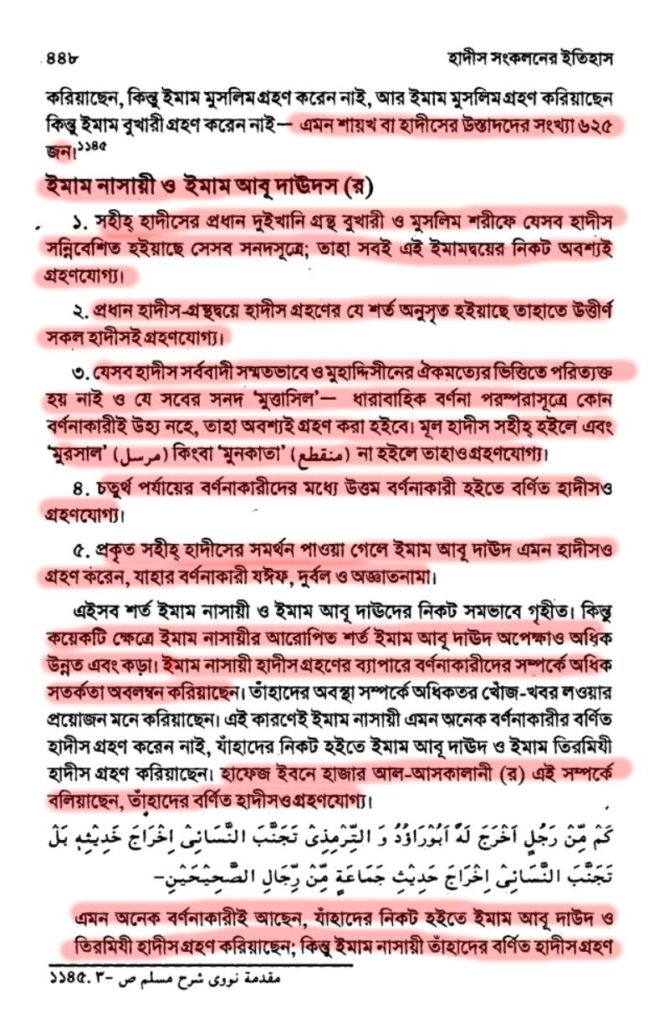 ৪৪৮ হাদীস সংকলনের ইতিহাস
করিয়াছেন, কিন্তু ইমাম মুসলিম গ্রহণ করেন নাই, আর ইমাম মুসলিম গ্রহণ করিয়াছেন
কিন্তু ইমাম বুখারী গ্রহণ করেন নাই— এমন শায়খ বা হাদীসের উস্তাদদের সংখ্যা ৬২৫
জন।১১৪৫
ইমাম নাসায়ী ও ইমাম আবূ দাঊদস (র)
১. সহীহ্ হাদীসের প্রধান দুইখানি গ্রন্থ বুখারী ও মুসলিম শরীফে যেসব হাদীস
সন্নিবেশিত হইয়াছে সেসব সনদসূত্রে; তাহা সবই এই ইমামদ্বয়ের নিকট অবশ্যই
গ্রহণযোগ্য।
২. প্রধান হাদীস-গ্রন্থদ্বয়ে হাদীস গ্রহণের যে শর্ত অনুসৃত হইয়াছে তাহাতে উত্তীর্ণ
সকল হাদীসই গ্রহণযোগ্য।
৩. যেসব হাদীস সর্ববাদী সম্মতভাবে ও মুহাদ্দিসীনের ঐকমত্যের ভিত্তিতে পরিত্যক্ত
হয় নাই ও যে সবের সনদ ‘মুত্তাসিল’— ধারাবাহিক বর্ণনা পরম্পরাসূত্রে কোন
বর্ণনাকারীই উহ্য নহে, তাহা অবশ্যই গ্রহণ করা হইবে। মূল হাদীস সহীহ্ হইলে এবং
‘মুরসাল’ (مرسل) কিংবা ‘মুনকাতা’ (منقطع) না হইলে তাহাও গ্রহণযোগ্য।
৪. চতুর্থ পর্যায়ের বর্ণনাকারীদের মধ্যে উত্তম বর্ণনাকারী হইতে বর্ণিত হাদীসও
গ্রহণযোগ্য।
৫. প্রকৃত সহীহ্ হাদীসের সমর্থন পাওয়া গেলে ইমাম আবূ দাঊদ এমন হাদীসও
গ্রহণ করেন, যাহার বর্ণনাকারী যঈফ, দুর্বল ও অজ্ঞাতনামা।
এইসব শর্ত ইমাম নাসায়ী ও ইমাম আবূ দাঊদের নিকট সমভাবে গৃহীত। কিন্তু
কয়েকটি ক্ষেত্রে ইমাম নাসায়ীর আরোপিত শর্ত ইমাম আবূ দাঊদ অপেক্ষাও অধিক
উন্নত এবং কড়া। ইমাম নাসায়ী হাদীস গ্রহণের ব্যাপারে বর্ণনাকারীদের সম্পর্কে অধিক
সতর্কতা অবলম্বন করিয়াছেন। তাঁহাদের অবস্থা সম্পর্কে অধিকতর খোঁজ-খবর লওয়ার
প্রয়োজন মনে করিয়াছেন। এই কারণেই ইমাম নাসায়ী এমন অনেক বর্ণনাকারীর বর্ণিত
হাদীস গ্রহণ করেন নাই, যাঁহাদের নিকট হইতে ইমাম আবূ দাঊদ ও ইমাম তিরমিযী
হাদীস গ্রহণ করিয়াছেন। হাফেজ ইবনে হাজার আল-আসকালানী (র) এই সম্পর্কে
বলিয়াছেন, তাঁহাদের বর্ণিত হাদীসও গ্রহণযোগ্য।
كَمْ مِّنْ رَجُلٍ اَخْرَجَ لَهٗ اَبُوْرَاؤُدْ وَ التِّرْمِذِىْ تَجَنَّبَ النَّسَائِىْ اِخْرَاجَ خَدِيْثِهٖ بَلْ
تَجَنَّبَ النَّسَائِىْ اِخْرَاجَ حَدِيْثِ جَمَاعَةٍ مِّنْ رِّجَالِ الصَّحِيْحَيْنِ-
এমন অনেক বর্ণনাকারীই আছেন, যাঁহাদের নিকট হইতে ইমাম আবূ দাউদ ও
তিরমিযী হাদীস গ্রহণ করিয়াছেন; কিন্তু ইমাম নাসায়ী তাঁহাদের বর্ণিত হাদীস গ্রহণ
১১৪৫. مقدمة نووى شرح مسلم ص -٣